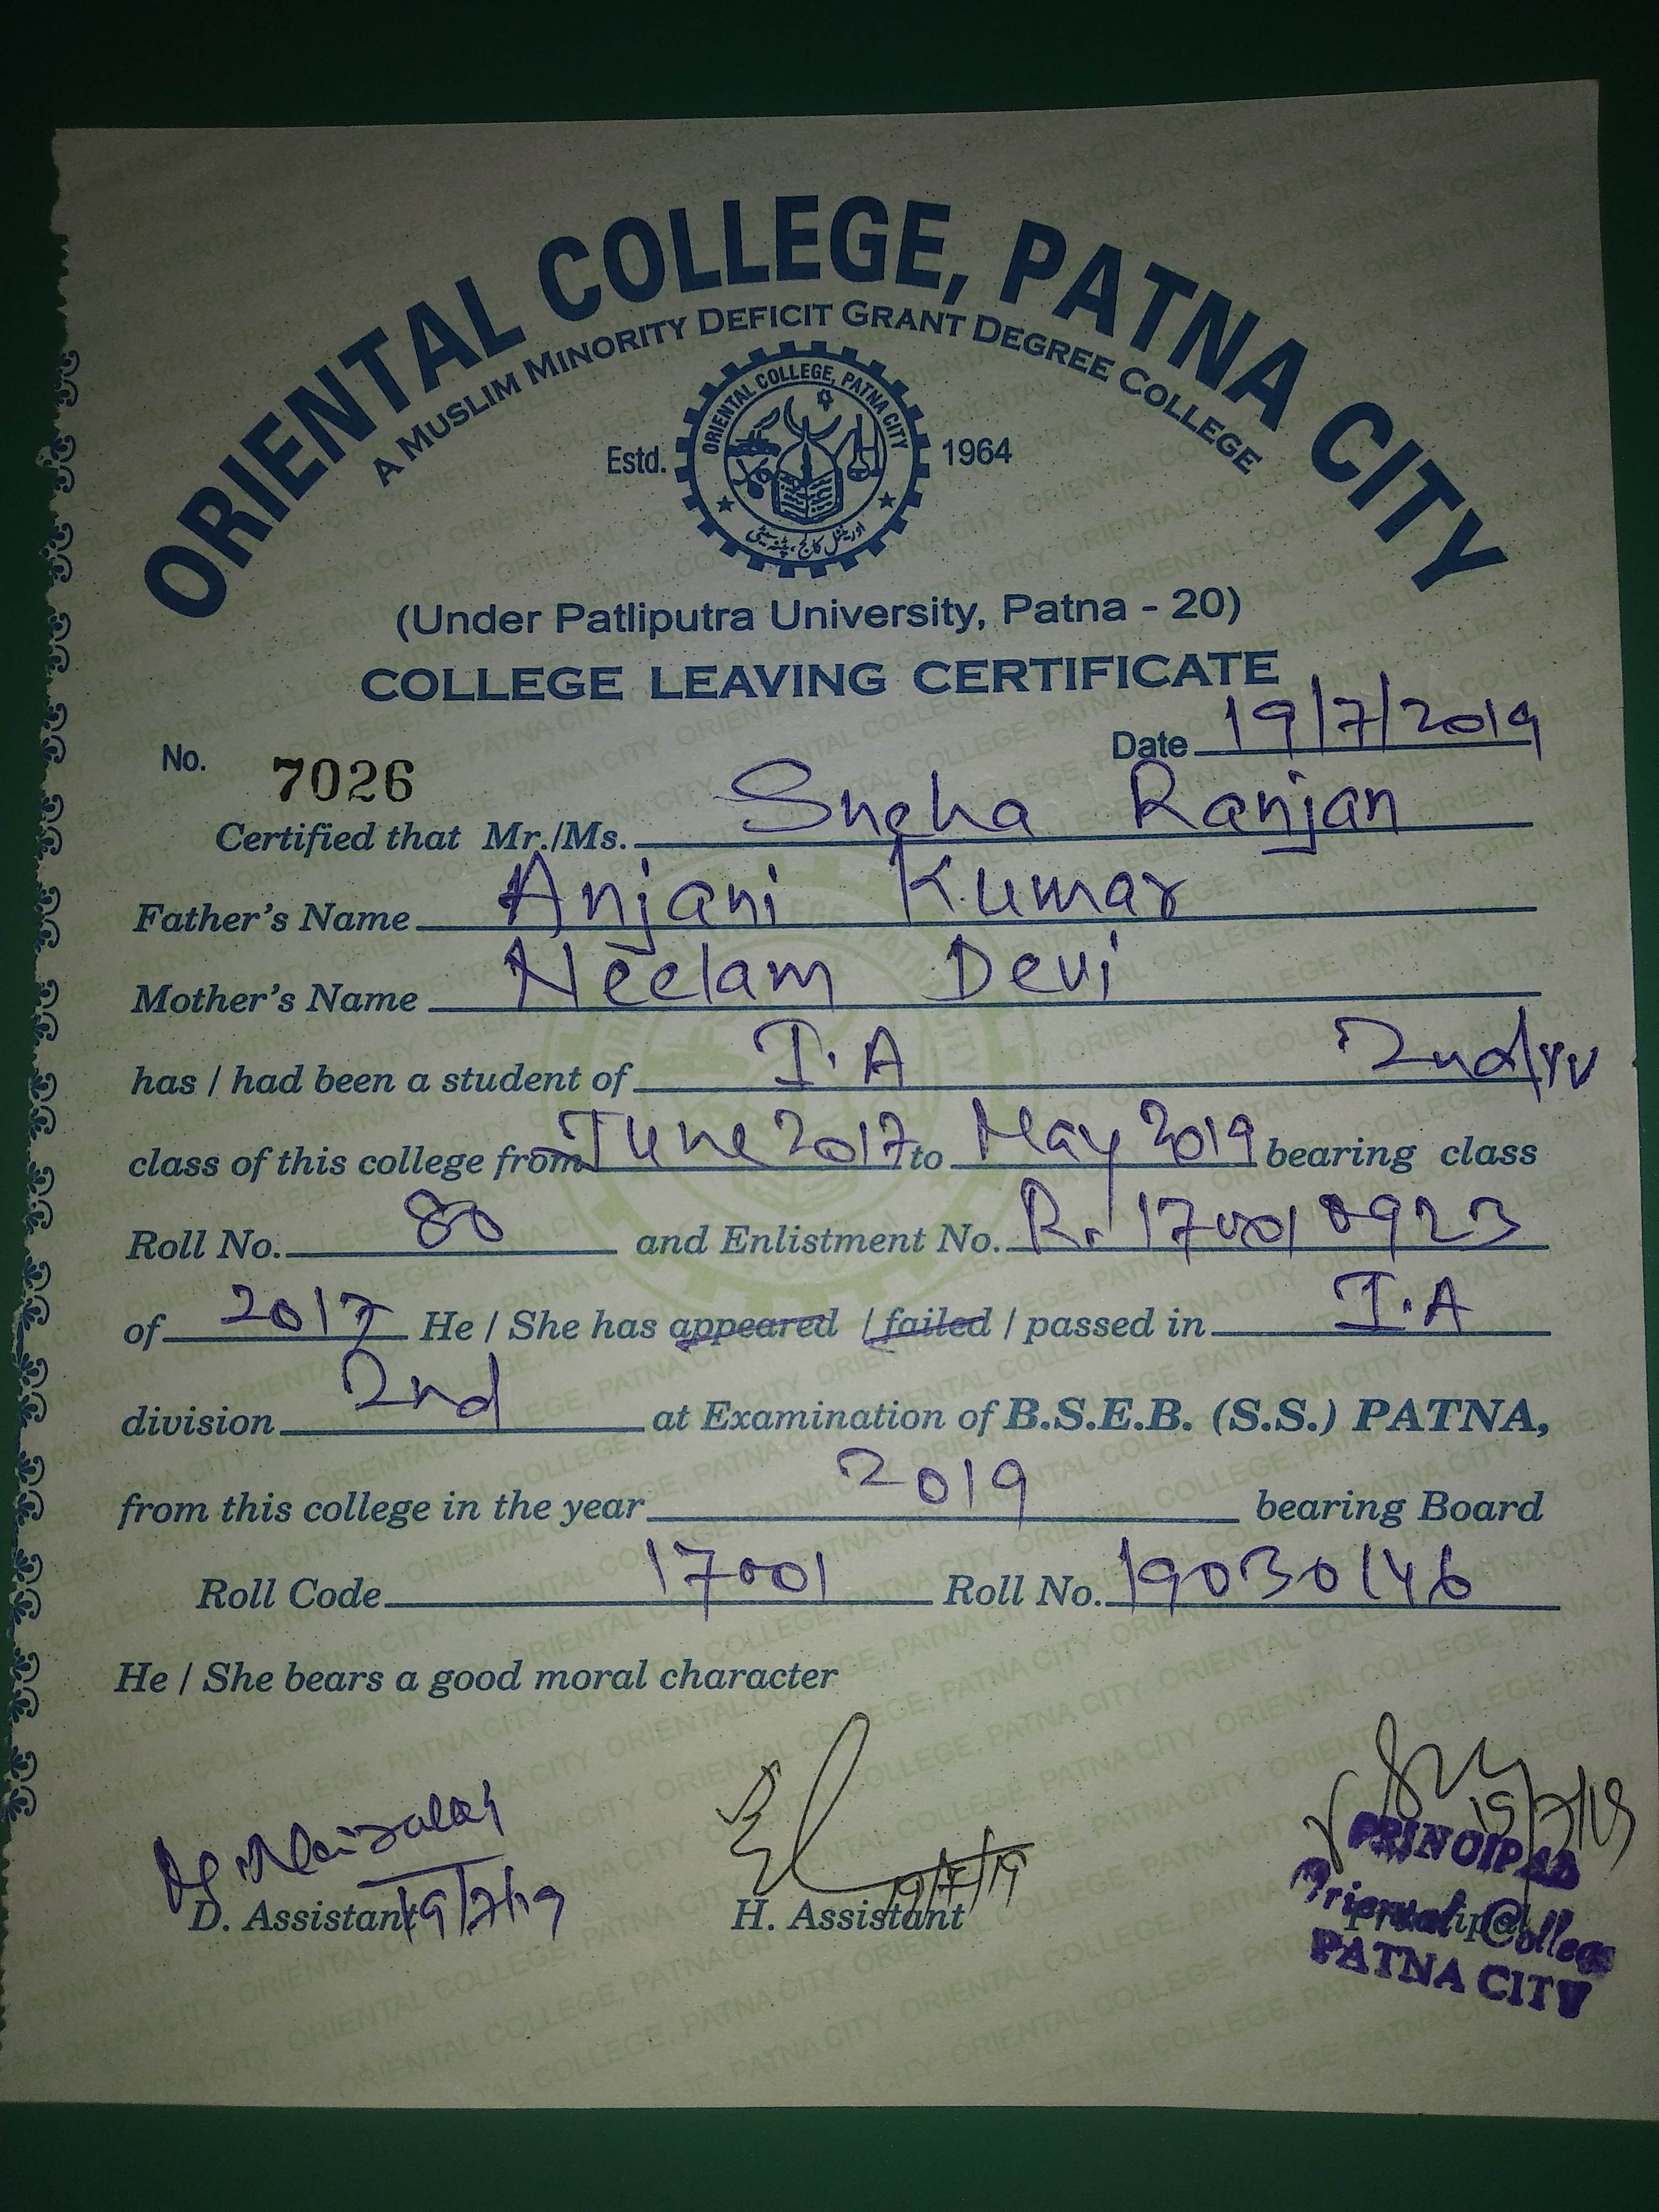 ORIENTAL COLLEGE, PATNA CITY
A MUSLIM MINORITY DEFICIT GRANT DEGREE COLLEGE
Estd. 1964
ORIENTAL COLLEGE, PATNA CITY
اورینٹل کالج، پٹنہ سیٹی
(Under Patliputra University, Patna - 20)
COLLEGE LEAVING CERTIFICATE
No. 7026 Date 19/7/2019
Certified that Mr./Ms. Sneha Ranjan
Father's Name Anjani Kumar
Mother's Name Neelam Devi
has / had been a student of I.A 2nd/yr
class of this college from June 2017 to May 2019 bearing class
Roll No. 80 and Enlistment No. R. 170010923
of 2017 He / She has appeared / failed / passed in I.A
division 2nd at Examination of B.S.E.B. (S.S.) PATNA,
from this college in the year 2019 bearing Board
Roll Code 17001 Roll No. 19030146
He / She bears a good moral character
19/7/19
D. Assistant
19/7/19
H. Assistant
PRINCIPAL
Oriental College
PATNA CITY
Principal